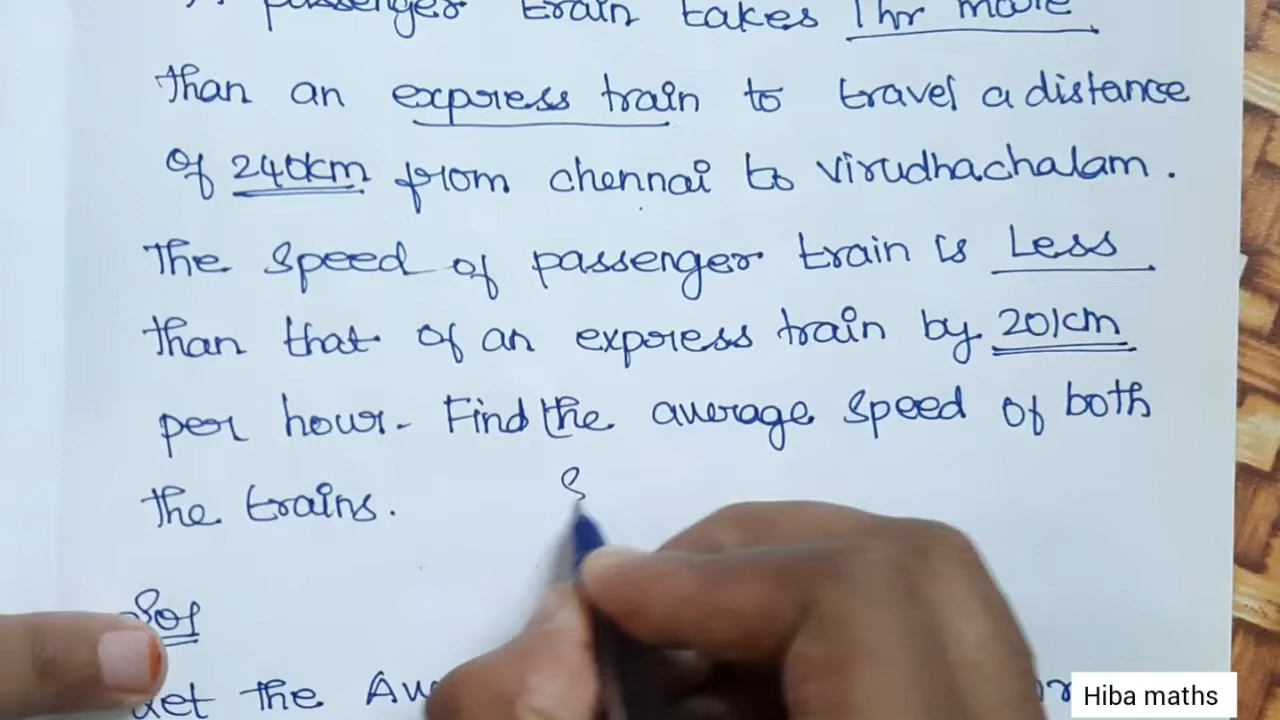 A passenger train takes 1hr more
than an express train to travel a distance
of 240km from chennai to virudhachalam.
The speed of passenger train is Less
than that of an express train by 20km
per hour. Find the average speed of both
the trains.
S
Sol
Let the
Hiba maths